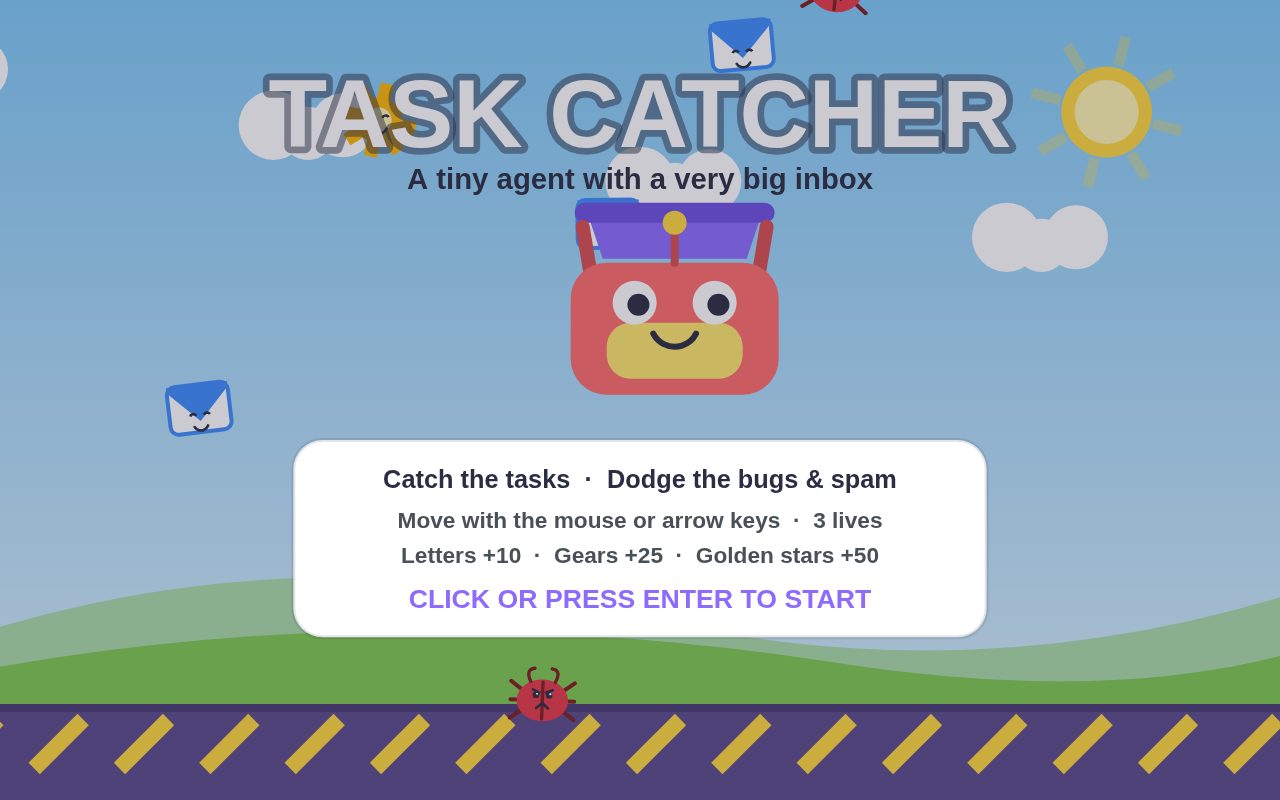 TASK CATCHER
A tiny agent with a very big inbox
Catch the tasks · Dodge the bugs & spam
Move with the mouse or arrow keys · 3 lives
Letters +10 · Gears +25 · Golden stars +50
CLICK OR PRESS ENTER TO START